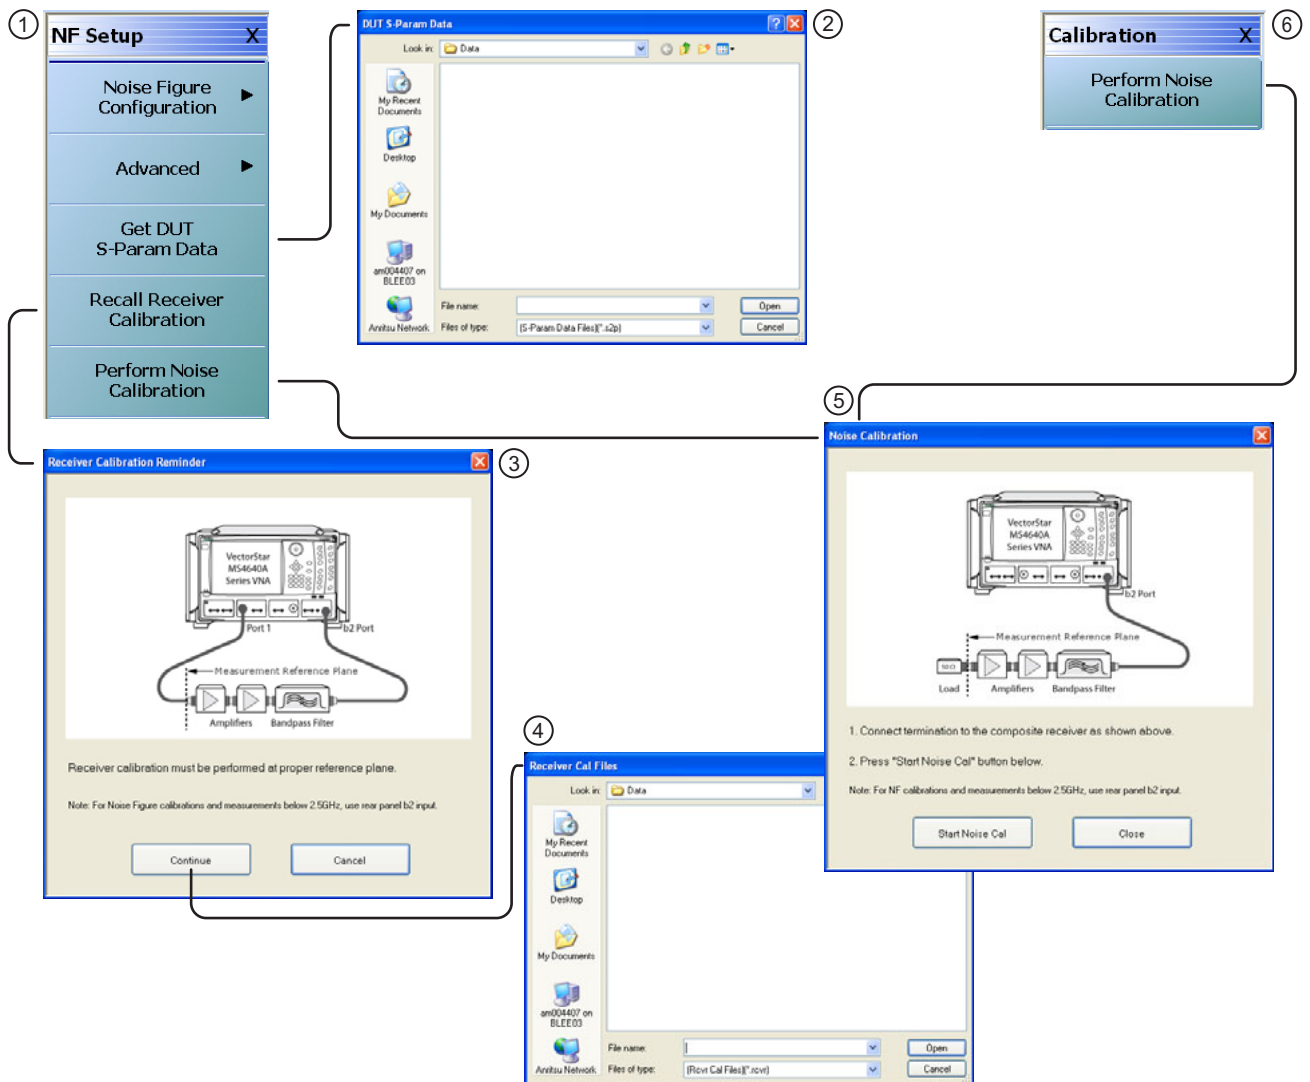 1
NF Setup X
Noise Figure
Configuration
Advanced
Get DUT
S-Param Data
Recall Receiver
Calibration
Perform Noise
Calibration
DUT S-Param Data
2
Look in: Data
My Recent
Documents
Desktop
My Documents
am004407 on
BLEE03
Anritsu Network
File name:
Open
Files of type: (S-Param Data Files)(*.s2p)
Cancel
6
Calibration X
Perform Noise
Calibration
Receiver Calibration Reminder
3
VectorStar
MS4640A
Series VNA
Port 1
b2 Port
Measurement Reference Plane
Amplifiers
Bandpass Filter
Receiver calibration must be performed at proper reference plane.
Note: For Noise Figure calibrations and measurements below 2.5GHz, use rear panel b2 input.
Continue
Cancel
4
Receiver Cal Files
Look in: Data
My Recent
Documents
Desktop
My Documents
am004407 on
BLEE03
Anritsu Network
File name:
Open
Files of type: (Rcvr Cal Files)(*.rcvr)
Cancel
5
Noise Calibration
VectorStar
MS4640A
Series VNA
b2 Port
Measurement Reference Plane
50 Ω
Load
Amplifiers
Bandpass Filter
1. Connect termination to the composite receiver as shown above.
2. Press "Start Noise Cal" button below.
Note: For NF calibrations and measurements below 2.5GHz, use rear panel b2 input.
Start Noise Cal
Close